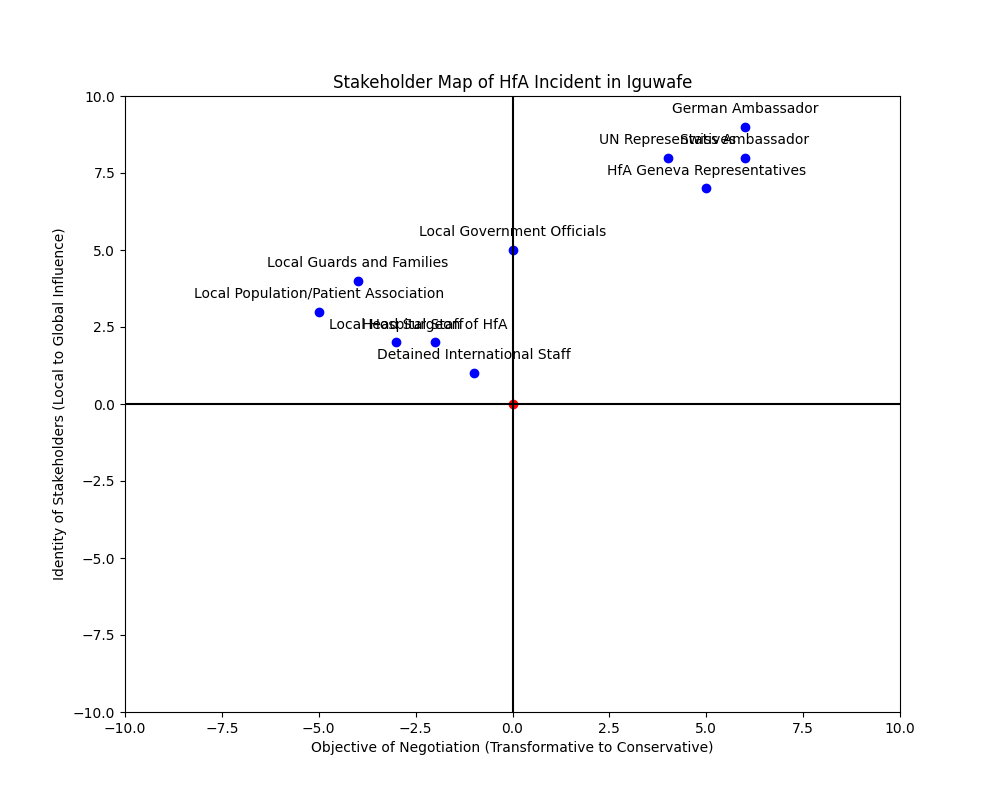 Stakeholder Map of HfA Incident in Iguwafe
10.0
7.5
5.0
2.5
0.0
−2.5
−5.0
−7.5
−10.0
Identity of Stakeholders (Local to Global Influence)
German Ambassador
UN Representatives
Swiss Ambassador
HfA Geneva Representatives
Local Government Officials
Local Guards and Families
Local Population/Patient Association
Local Hospital Staff
Head Surgeon of HfA
Detained International Staff
−10.0
−7.5
−5.0
−2.5
0.0
2.5
5.0
7.5
10.0
Objective of Negotiation (Transformative to Conservative)